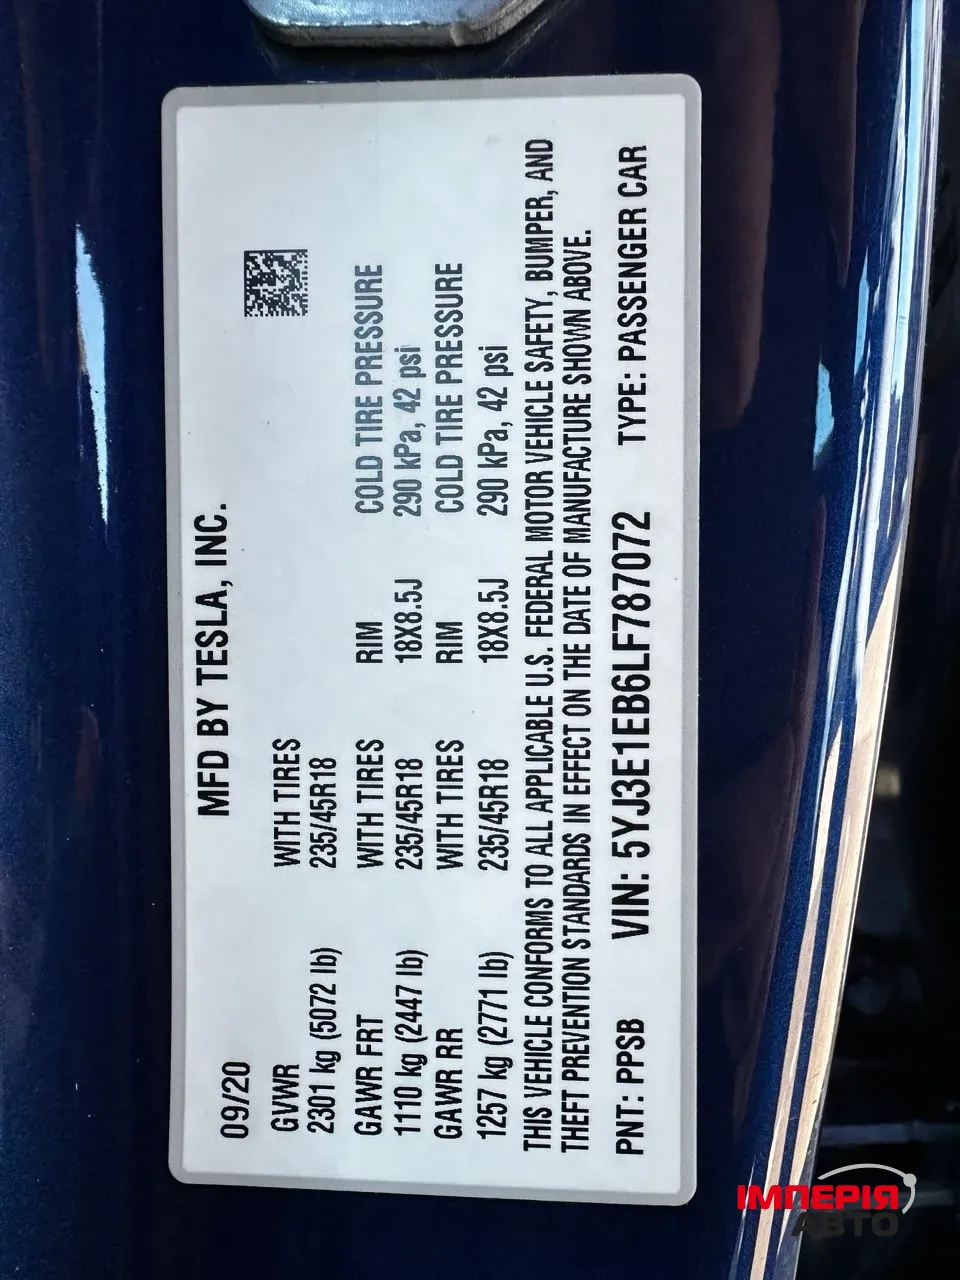 MFD BY TESLA, INC.
09/20
GVWR WITH TIRES
2301 kg (5072 lb) 235/45R18
GAWR FRT WITH TIRES RIM COLD TIRE PRESSURE
1110 kg (2447 lb) 235/45R18 18X8.5J 290 kPa, 42 psi
GAWR RR WITH TIRES RIM COLD TIRE PRESSURE
1257 kg (2771 lb) 235/45R18 18X8.5J 290 kPa, 42 psi
THIS VEHICLE CONFORMS TO ALL APPLICABLE U.S. FEDERAL MOTOR VEHICLE SAFETY, BUMPER, AND
THEFT PREVENTION STANDARDS IN EFFECT ON THE DATE OF MANUFACTURE SHOWN ABOVE.
PNT: PPSB VIN: 5YJ3E1EB6LF787072 TYPE: PASSENGER CAR
ІМПЕРІЯ
АВТО